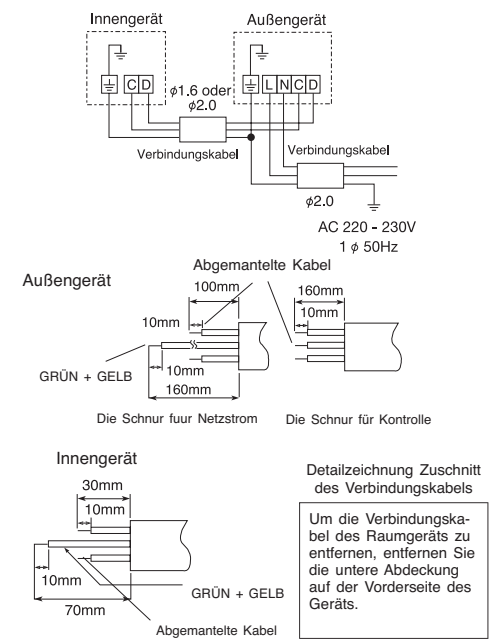 Innengerät
Außengerät
C D
L N C D
ϕ1.6 oder
ϕ2.0
Verbindungskabel
Verbindungskabel
ϕ2.0
AC 220 - 230V
1 ϕ 50Hz
Außengerät
Abgemantelte Kabel
100mm
160mm
10mm
10mm
10mm
GRÜN + GELB
160mm
Die Schnur fuur Netzstrom
Die Schnur für Kontrolle
Innengerät
30mm
10mm
10mm
70mm
GRÜN + GELB
Abgemantelte Kabel
Detailzeichnung Zuschnitt
des Verbindungskabels
Um die Verbindungska-
bel des Raumgeräts zu
entfernen, entfernen Sie
die untere Abdeckung
auf der Vorderseite des
Geräts.